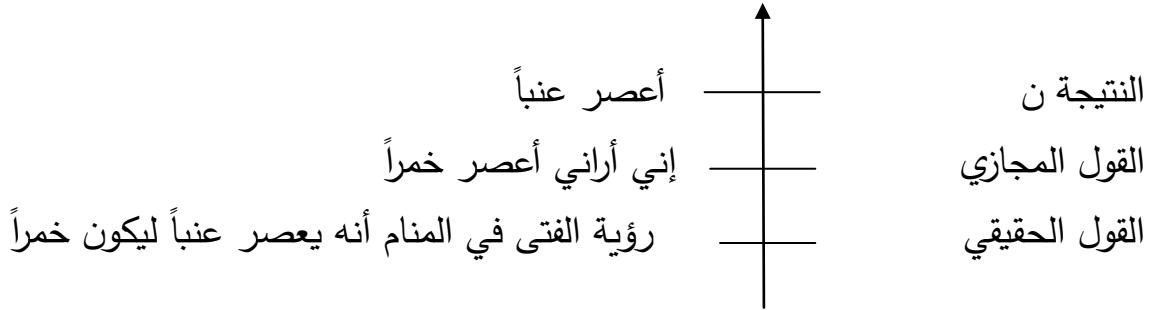 النتيجة ن أعصر عنباً
القول المجازي إني أراني أعصر خمراً
القول الحقيقي رؤية الفتى في المنام أنه يعصر عنباً ليكون خمراً